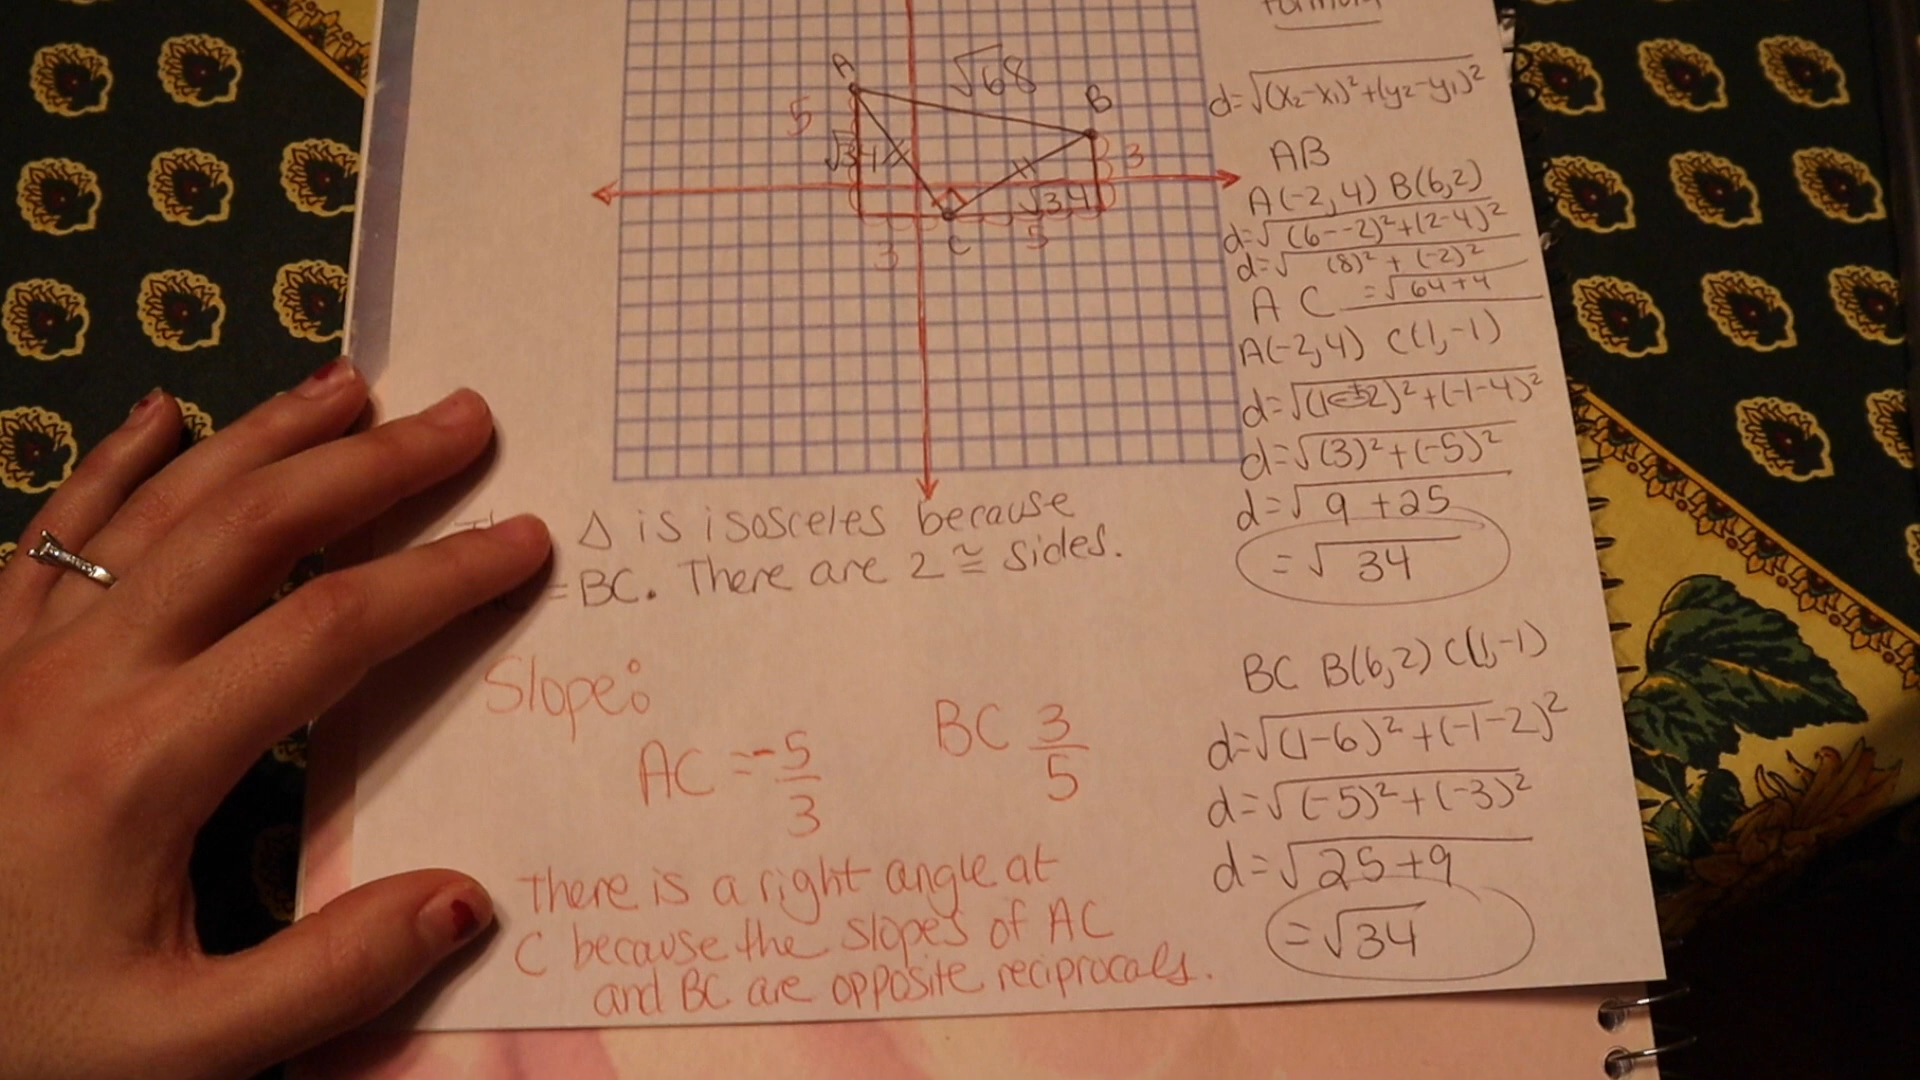 A
√68
B
5
√34
3
√34
C
5
3
d=√(x₂-x₁)²+(y₂-y₁)²
AB
A(-2,4) B(6,2)
d=√(6--2)²+(2-4)²
d=√(8)² + (-2)²
=√64+4
A C
A(-2,4) C(1,-1)
d=√(3)²+(-5)²
d=√9 +25
=√34
△ is isosceles because
=BC. There are 2 ≅ sides.
Slope:
AC = -5/3
BC 3/5
there is a right angle at
C because the slopes of AC
and BC are opposite reciprocals.
BC B(6,2) C(1,-1)
d=√(1-6)²+(-1-2)²
d=√(-5)²+(-3)²
d=√25+9
=√34